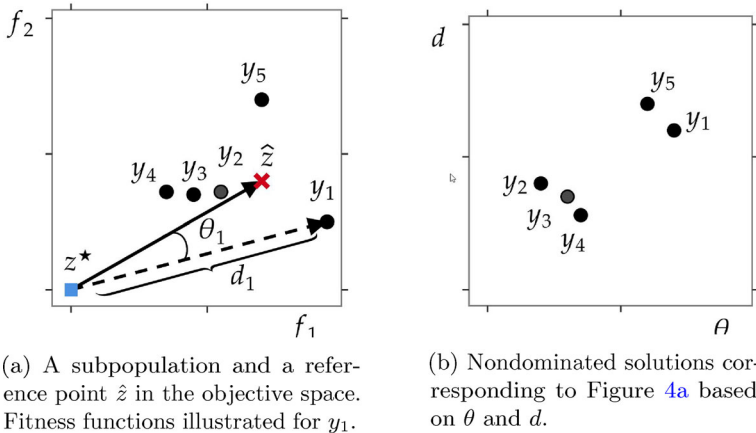 f₂
y₅
y₄ y₃ y₂ ẑ
y₁
θ₁
z★
d₁
f₁
(a) A subpopulation and a refer-
ence point ẑ in the objective space.
Fitness functions illustrated for y₁.
d
y₅
y₁
y₂
y₃
y₄
θ
(b) Nondominated solutions cor-
responding to Figure 4a based
on θ and d.